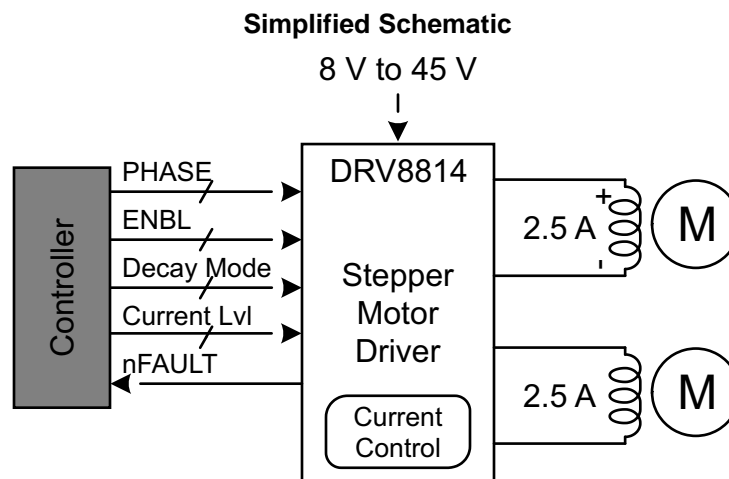 Simplified Schematic
8 V to 45 V
DRV8814
PHASE
ENBL
Decay Mode
Current Lvl
nFAULT
Controller
Stepper
Motor
Driver
Current
Control
+
2.5 A
-
M
2.5 A
M